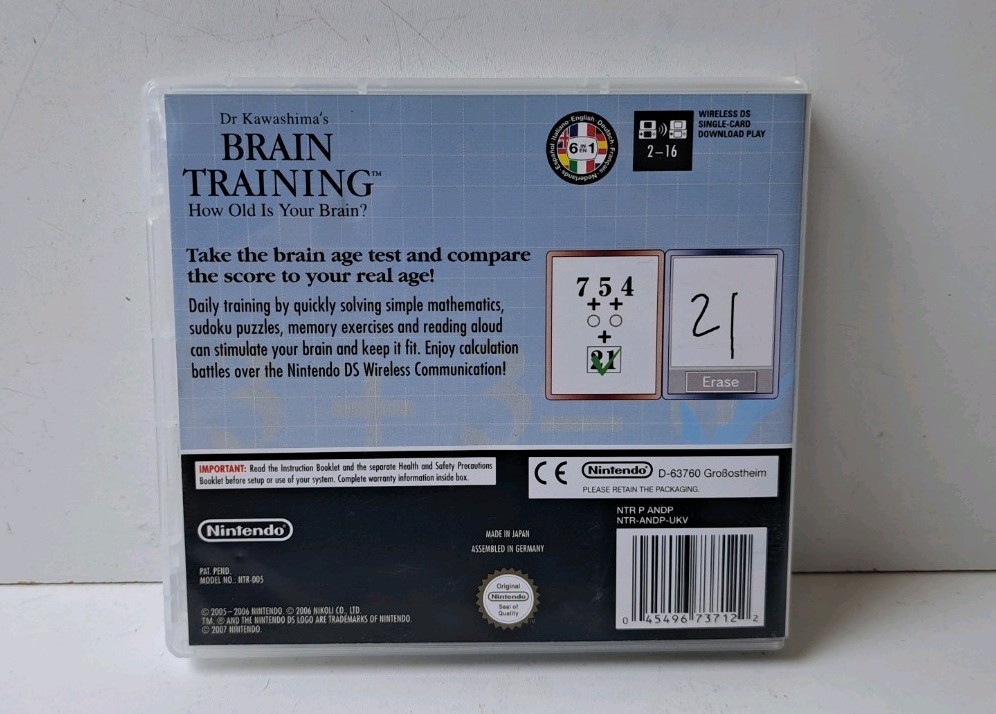 Dr Kawashima's
BRAIN
TRAINING™
How Old Is Your Brain?
Español·Italiano·English·Deutsch·Français·Nederlands
6 IN EN 1
2–16
WIRELESS DS
SINGLE-CARD
DOWNLOAD PLAY
Take the brain age test and compare
the score to your real age!
Daily training by quickly solving simple mathematics,
sudoku puzzles, memory exercises and reading aloud
can stimulate your brain and keep it fit. Enjoy calculation
battles over the Nintendo DS Wireless Communication!
7 5 4
+ +
+
21
21
Erase
IMPORTANT: Read the Instruction Booklet and the separate Health and Safety Precautions
Booklet before setup or use of your system. Complete warranty information inside box.
CE Nintendo® D-63760 Großostheim
PLEASE RETAIN THE PACKAGING.
NTR P ANDP
NTR-ANDP-UKV
Nintendo®
MADE IN JAPAN
ASSEMBLED IN GERMANY
PAT. PEND.
MODEL NO.: NTR-005
Original
Nintendo
Seal of
Quality
© 2005–2006 NINTENDO. © 2006 NIKOLI CO., LTD.
TM, ® AND THE NINTENDO DS LOGO ARE TRADEMARKS OF NINTENDO.
© 2007 NINTENDO.
0 45496 73712 2